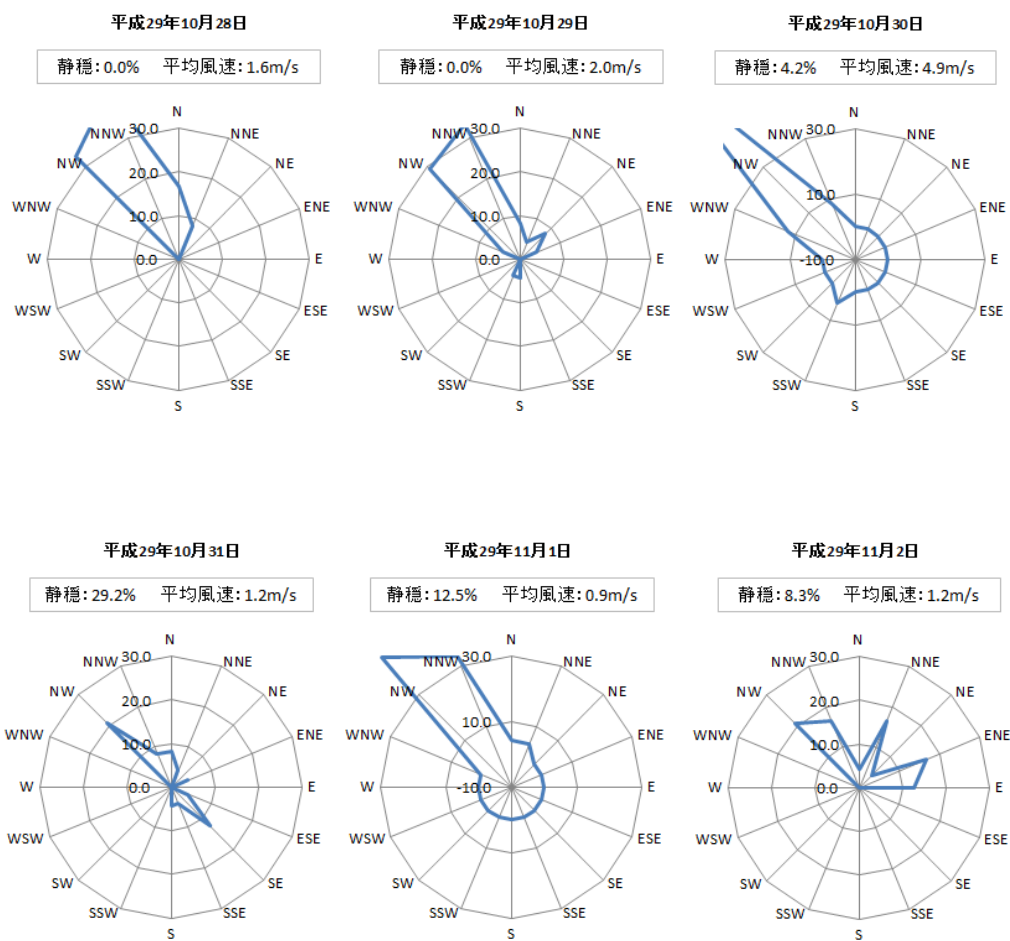 平成29年10月28日
静穏：0.0% 平均風速：1.6m/s
N
30.0
NNW
NNE
NW
NE
20.0
WNW
ENE
10.0
W
0.0
E
WSW
ESE
SW
SE
SSW
SSE
S
平成29年10月29日
静穏：0.0% 平均風速：2.0m/s
N
30.0
NNW
NNE
NW
NE
20.0
WNW
ENE
10.0
W
0.0
E
WSW
ESE
SW
SE
SSW
SSE
S
平成29年10月30日
静穏：4.2% 平均風速：4.9m/s
N
30.0
NNW
NNE
NW
NE
10.0
WNW
ENE
W
-10.0
E
WSW
ESE
SW
SE
SSW
SSE
S
平成29年10月31日
静穏：29.2% 平均風速：1.2m/s
N
30.0
NNW
NNE
NW
NE
20.0
WNW
ENE
10.0
W
0.0
E
WSW
ESE
SW
SE
SSW
SSE
S
平成29年11月1日
静穏：12.5% 平均風速：0.9m/s
N
30.0
NNW
NNE
NW
NE
10.0
WNW
ENE
W
-10.0
E
WSW
ESE
SW
SE
SSW
SSE
S
平成29年11月2日
静穏：8.3% 平均風速：1.2m/s
N
30.0
NNW
NNE
NW
NE
20.0
WNW
ENE
10.0
W
0.0
E
WSW
ESE
SW
SE
SSW
SSE
S